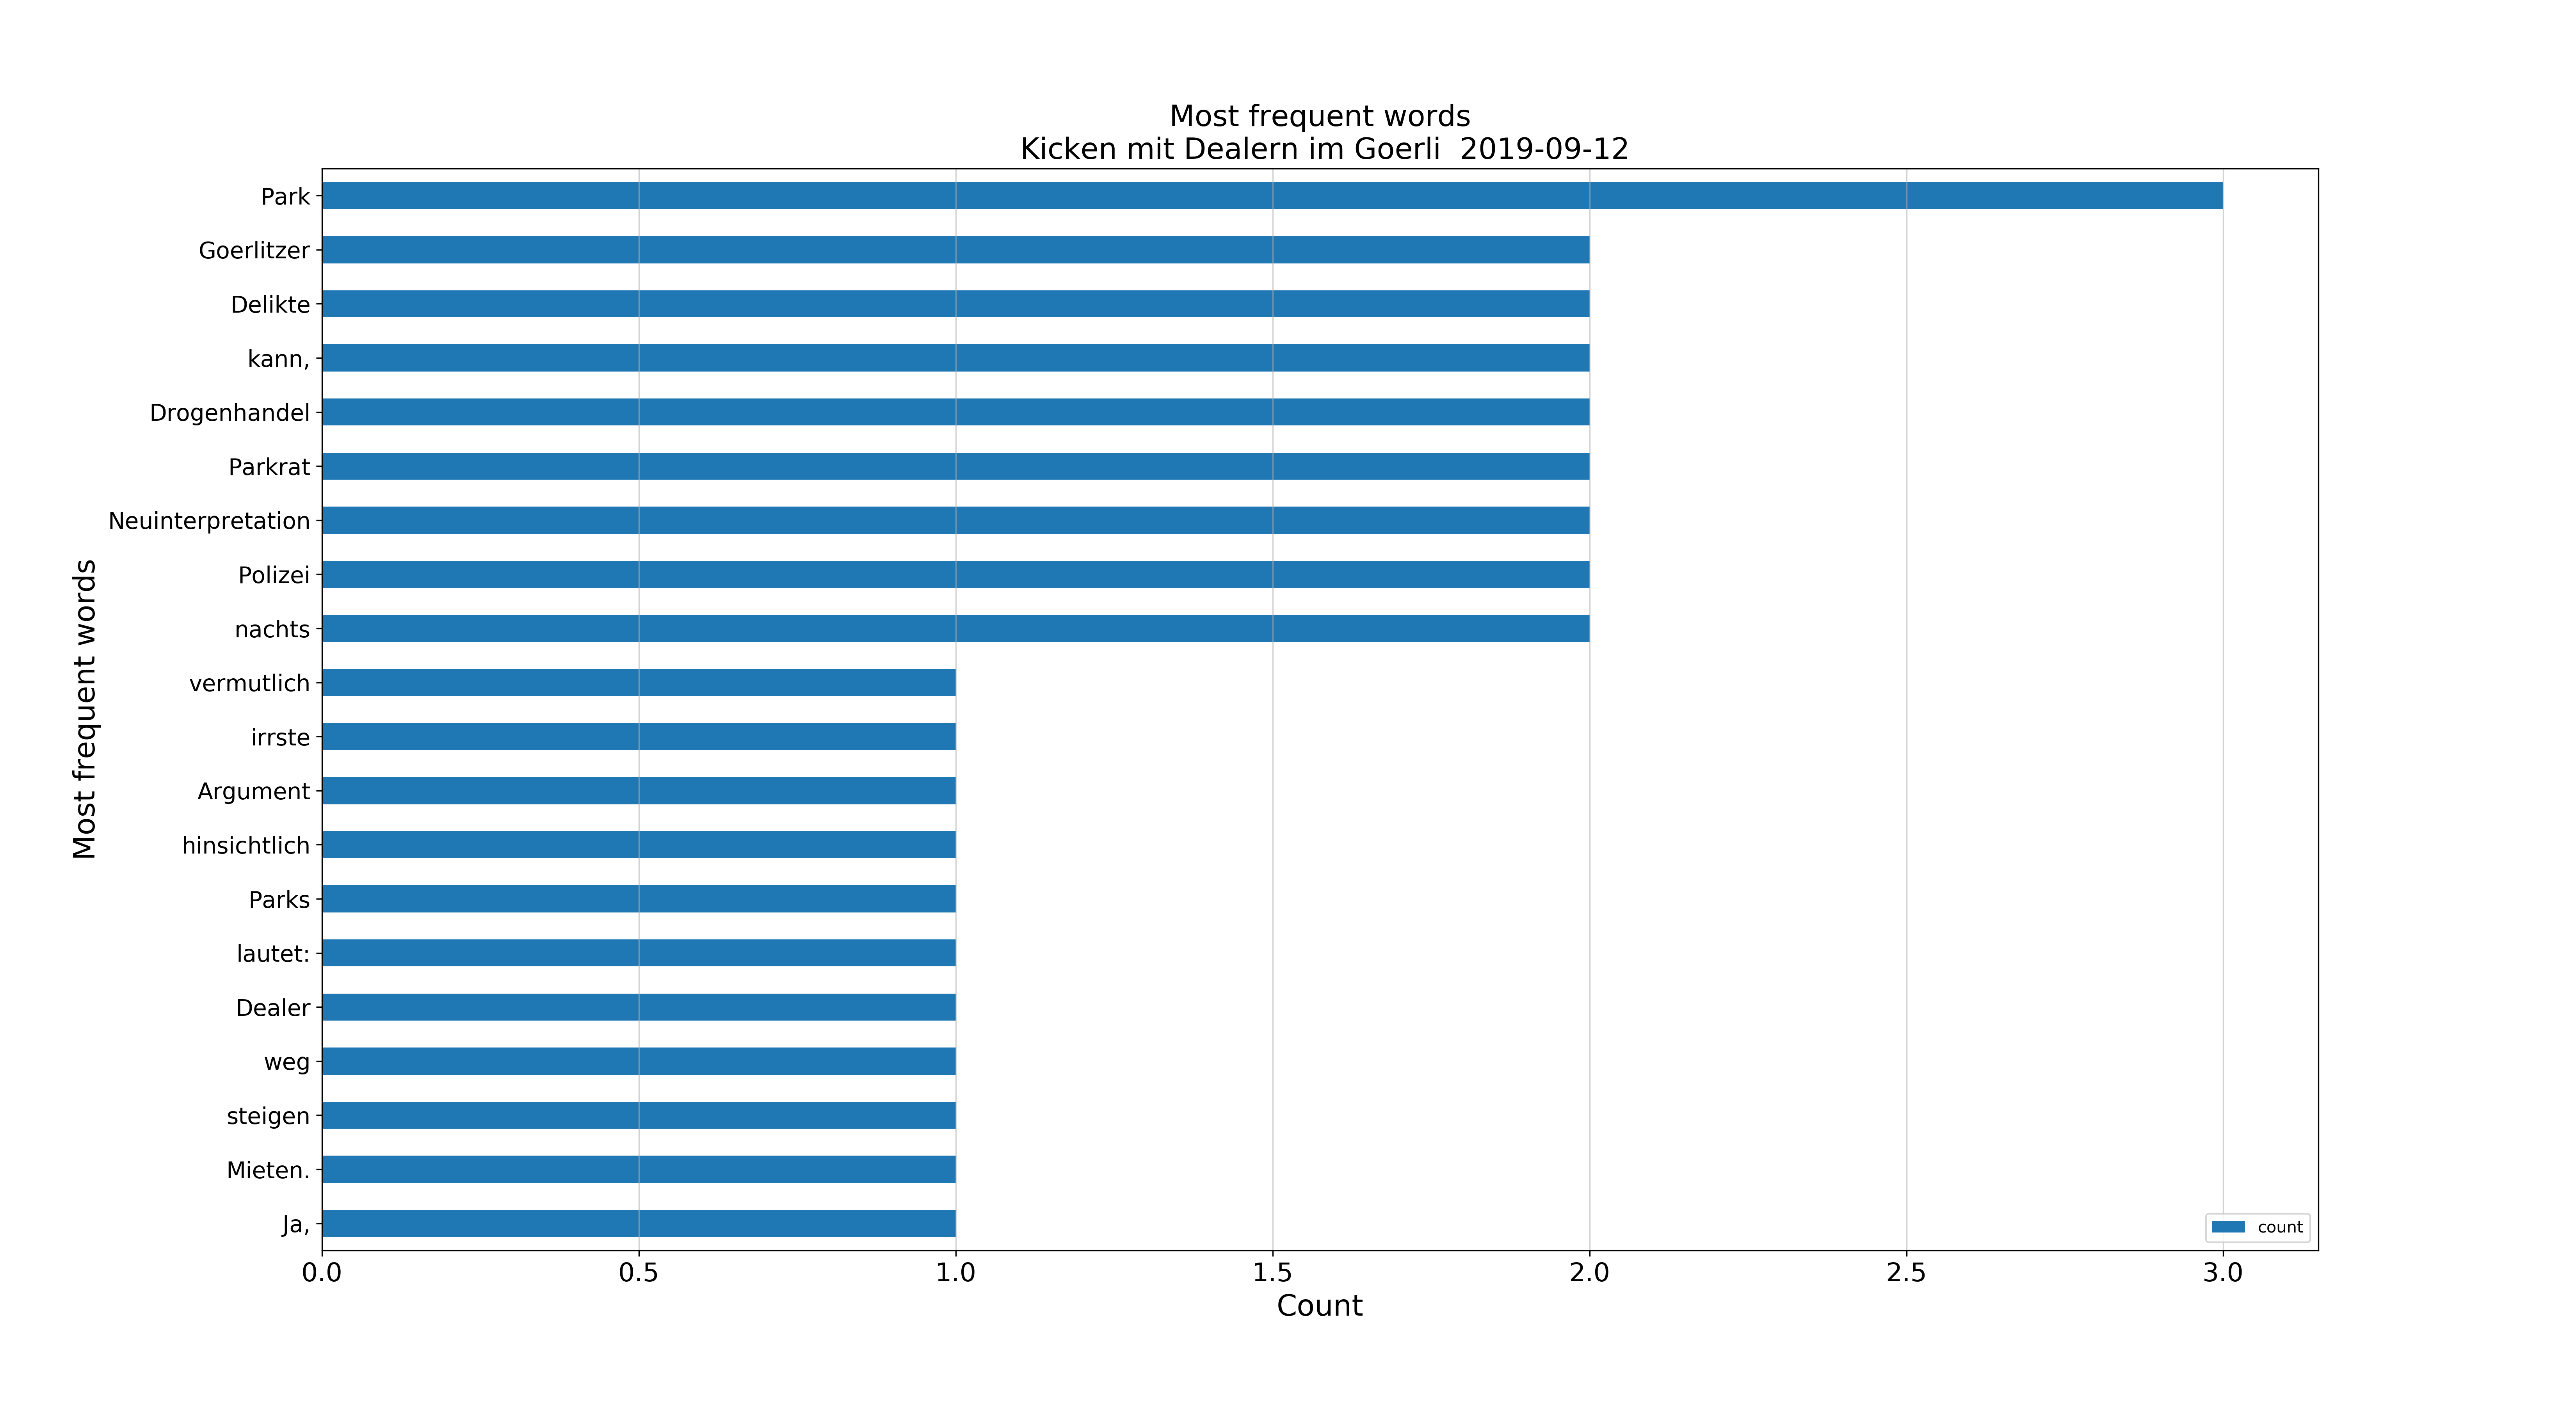 Most frequent words
Kicken mit Dealern im Goerli  2019-09-12
Most frequent words
Park
Goerlitzer
Delikte
kann,
Drogenhandel
Parkrat
Neuinterpretation
Polizei
nachts
vermutlich
irrste
Argument
hinsichtlich
Parks
lautet:
Dealer
weg
steigen
Mieten.
Ja,
count
0.0 0.5 1.0 1.5 2.0 2.5 3.0
Count